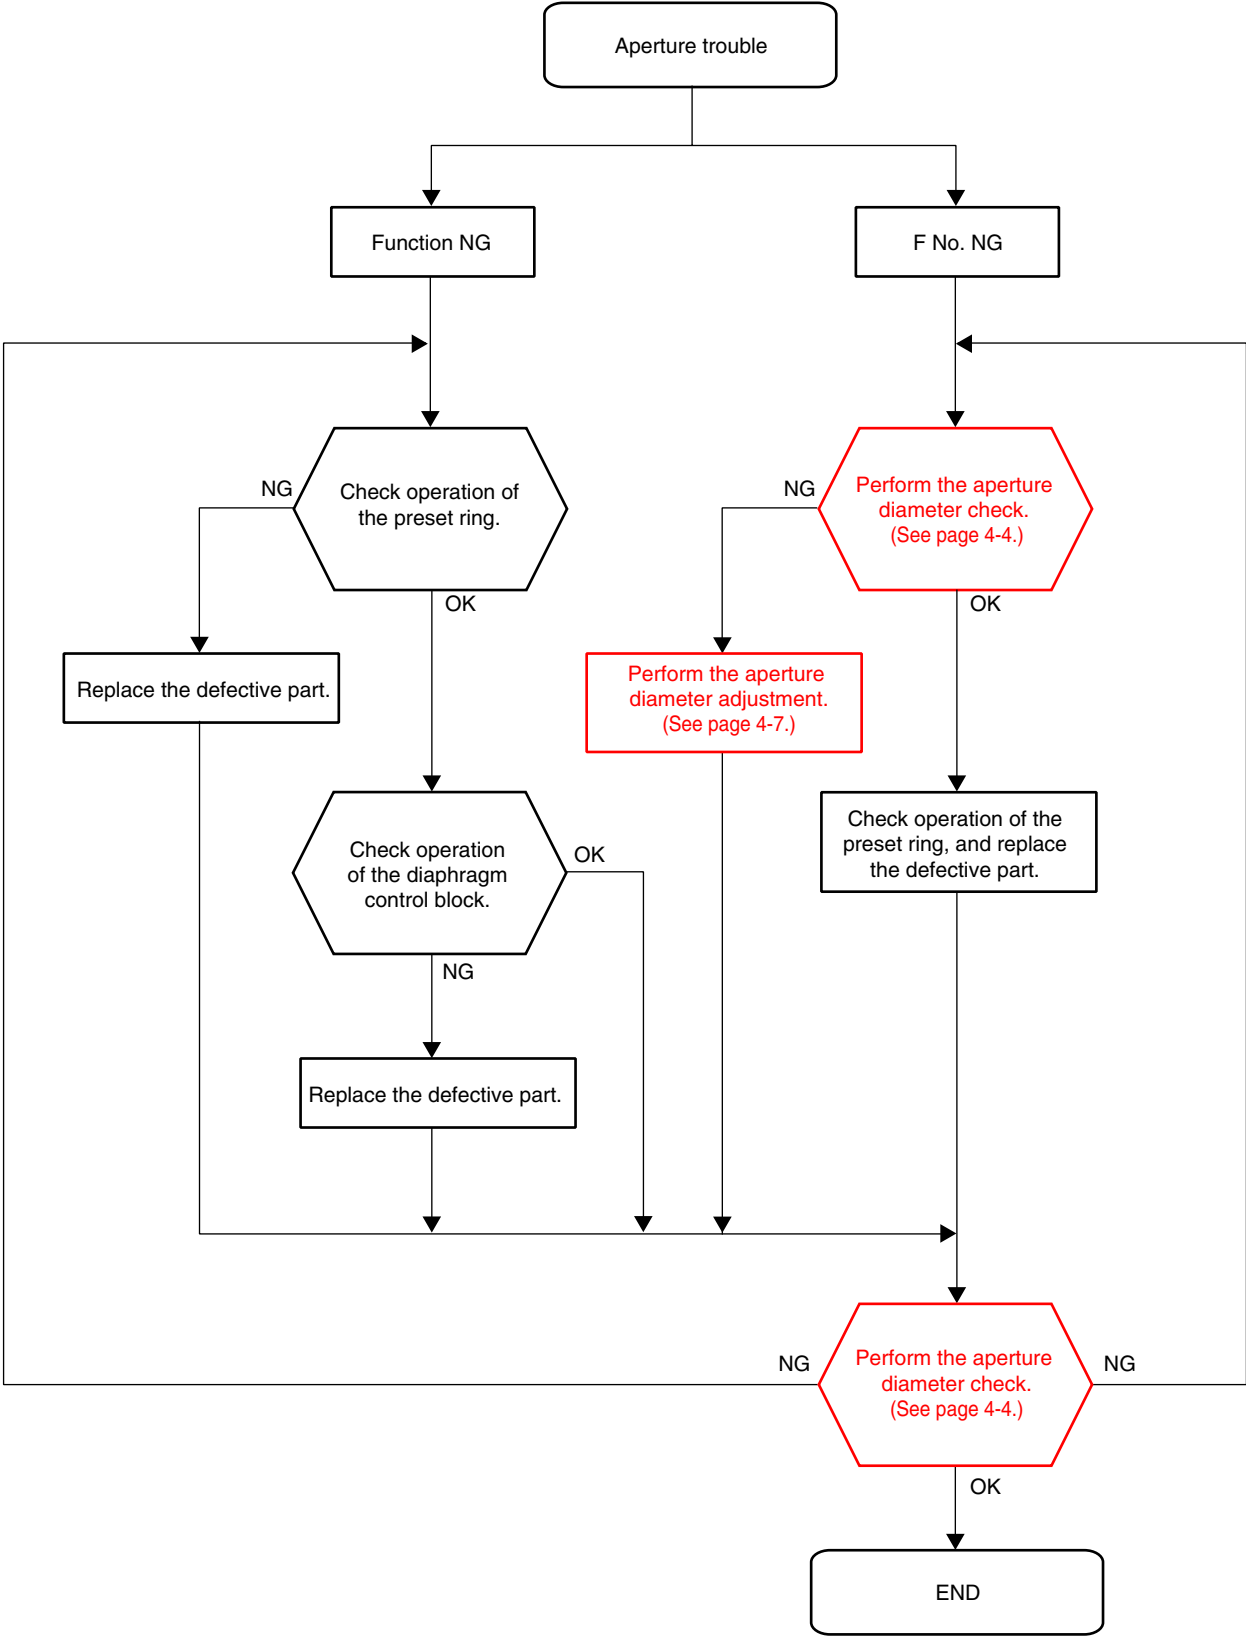 Aperture trouble
Function NG
F No. NG
NG
Check operation of
the preset ring.
OK
NG
Perform the aperture
diameter check.
(See page 4-4.)
OK
Replace the defective part.
Perform the aperture
diameter adjustment.
(See page 4-7.)
Check operation
of the diaphragm
control block.
OK
NG
Check operation of the
preset ring, and replace
the defective part.
Replace the defective part.
NG
Perform the aperture
diameter check.
(See page 4-4.)
NG
OK
END